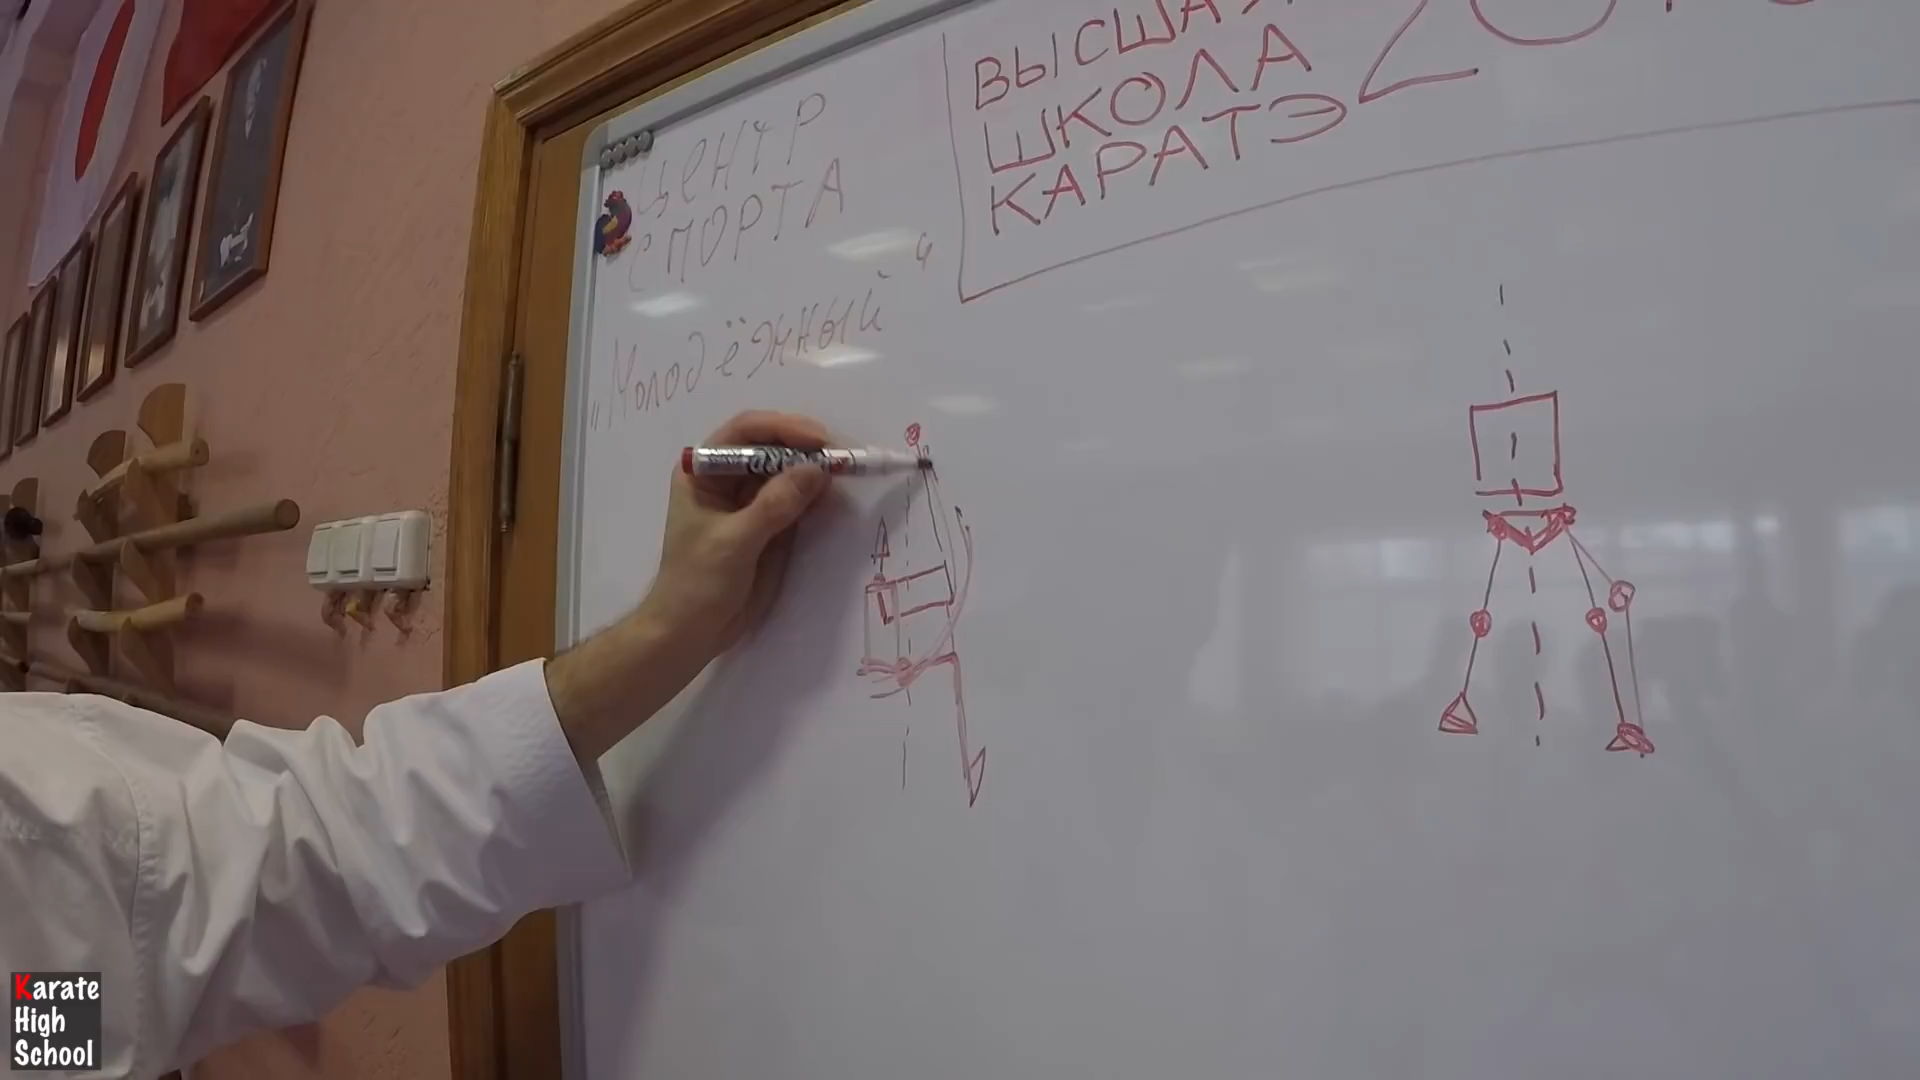 ЦЕНТР
СПОРТА
„Молодёжный“
ВЫСШАЯ
ШКОЛА
КАРАТЭ
Karate
High
School